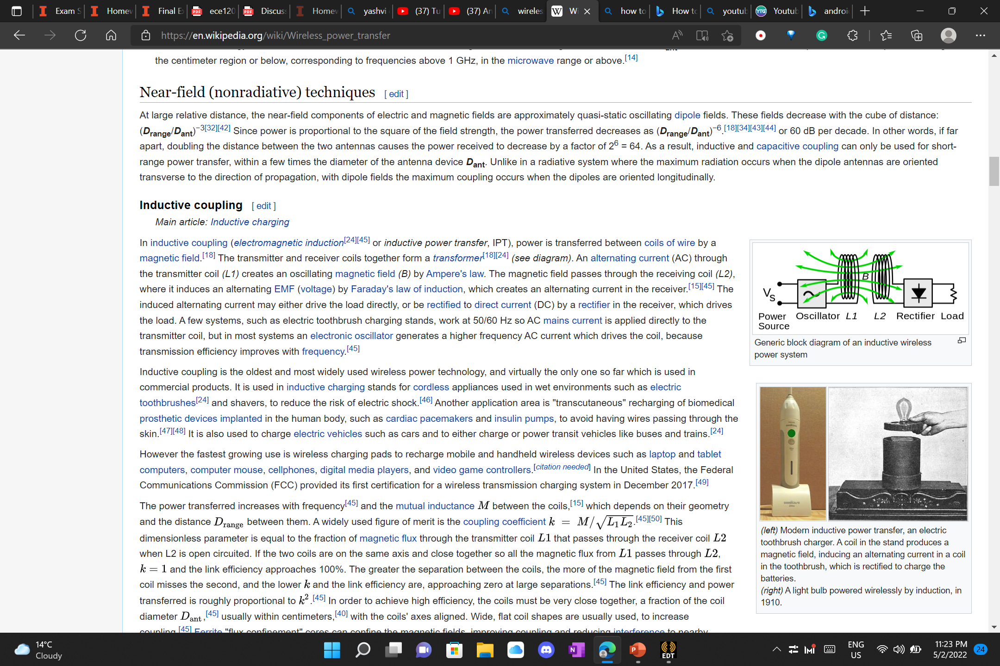 Exam S
Homew
Final Ex
ece120
Discus
Homew
yashvi
(37) Tu
(37) An
wireles
Wi
how to
How to
youtub
Youtub
androi
https://en.wikipedia.org/wiki/Wireless_power_transfer
the centimeter region or below, corresponding to frequencies above 1 GHz, in the microwave range or above.[14]
Near-field (nonradiative) techniques [ edit ]
At large relative distance, the near-field components of electric and magnetic fields are approximately quasi-static oscillating dipole fields. These fields decrease with the cube of distance:
(Drange/Dant)−3[32][42] Since power is proportional to the square of the field strength, the power transferred decreases as (Drange/Dant)−6.[18][34][43][44] or 60 dB per decade. In other words, if far
apart, doubling the distance between the two antennas causes the power received to decrease by a factor of 2⁶ = 64. As a result, inductive and capacitive coupling can only be used for short-
range power transfer, within a few times the diameter of the antenna device Dant. Unlike in a radiative system where the maximum radiation occurs when the dipole antennas are oriented
transverse to the direction of propagation, with dipole fields the maximum coupling occurs when the dipoles are oriented longitudinally.
Inductive coupling [ edit ]
Main article: Inductive charging
In inductive coupling (electromagnetic induction[24][45] or inductive power transfer, IPT), power is transferred between coils of wire by a
magnetic field.[18] The transmitter and receiver coils together form a transformer[18][24] (see diagram). An alternating current (AC) through
the transmitter coil (L1) creates an oscillating magnetic field (B) by Ampere's law. The magnetic field passes through the receiving coil (L2),
where it induces an alternating EMF (voltage) by Faraday's law of induction, which creates an alternating current in the receiver.[15][45] The
induced alternating current may either drive the load directly, or be rectified to direct current (DC) by a rectifier in the receiver, which drives
the load. A few systems, such as electric toothbrush charging stands, work at 50/60 Hz so AC mains current is applied directly to the
transmitter coil, but in most systems an electronic oscillator generates a higher frequency AC current which drives the coil, because
transmission efficiency improves with frequency.[45]
Inductive coupling is the oldest and most widely used wireless power technology, and virtually the only one so far which is used in
commercial products. It is used in inductive charging stands for cordless appliances used in wet environments such as electric
toothbrushes[24] and shavers, to reduce the risk of electric shock.[46] Another application area is "transcutaneous" recharging of biomedical
prosthetic devices implanted in the human body, such as cardiac pacemakers and insulin pumps, to avoid having wires passing through the
skin.[47][48] It is also used to charge electric vehicles such as cars and to either charge or power transit vehicles like buses and trains.[24]
However the fastest growing use is wireless charging pads to recharge mobile and handheld wireless devices such as laptop and tablet
computers, computer mouse, cellphones, digital media players, and video game controllers.[citation needed] In the United States, the Federal
Communications Commission (FCC) provided its first certification for a wireless transmission charging system in December 2017.[49]
The power transferred increases with frequency[45] and the mutual inductance M between the coils,[15] which depends on their geometry
and the distance Drange between them. A widely used figure of merit is the coupling coefficient k = M/√L1L2.[45][50] This
dimensionless parameter is equal to the fraction of magnetic flux through the transmitter coil L1 that passes through the receiver coil L2
when L2 is open circuited. If the two coils are on the same axis and close together so all the magnetic flux from L1 passes through L2,
k = 1 and the link efficiency approaches 100%. The greater the separation between the coils, the more of the magnetic field from the first
coil misses the second, and the lower k and the link efficiency are, approaching zero at large separations.[45] The link efficiency and power
transferred is roughly proportional to k².[45] In order to achieve high efficiency, the coils must be very close together, a fraction of the coil
diameter Dant,[45] usually within centimeters,[40] with the coils' axes aligned. Wide, flat coil shapes are usually used, to increase
coupling.[45] Ferrite "flux confinement" cores can confine the magnetic fields, improving coupling and reducing interference to nearby
B
Vs
Power Source
Oscillator L1 L2 Rectifier Load
Generic block diagram of an inductive wireless
power system
(left) Modern inductive power transfer, an electric
toothbrush charger. A coil in the stand produces a
magnetic field, inducing an alternating current in a coil
in the toothbrush, which is rectified to charge the
batteries.
(right) A light bulb powered wirelessly by induction, in
1910.
14°C
Cloudy
EDT
ENG
US
11:23 PM
5/2/2022
24